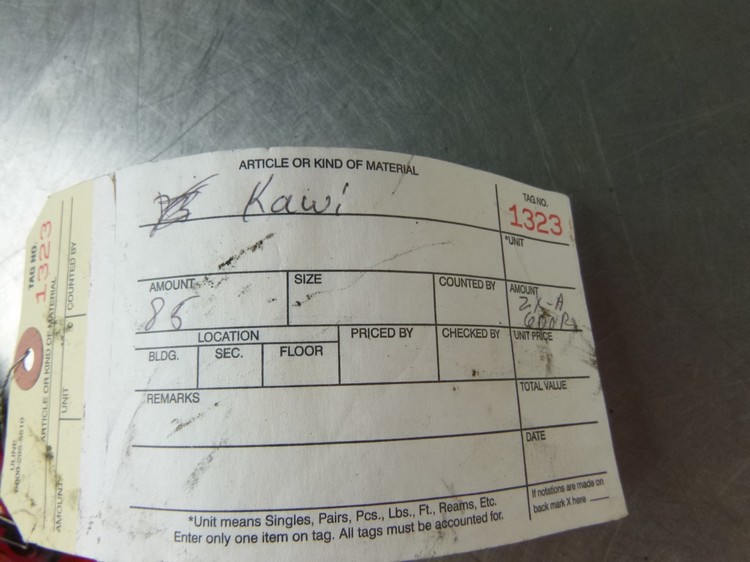 ARTICLE OR KIND OF MATERIAL
Kawi
TAG NO.
1323
*UNIT
AMOUNT
85
SIZE
COUNTED BY
AMOUNT
LOCATION
BLDG.
SEC.
FLOOR
PRICED BY
CHECKED BY
UNIT PRICE
REMARKS
TOTAL VALUE
DATE
*Unit means Singles, Pairs, Pcs., Lbs., Ft., Reams, Etc.
Enter only one item on tag. All tags must be accounted for.
If notations are made on
back mark X here
TAG NO.
1323
COUNTED BY
ARTICLE OR KIND OF MATERIAL
UNIT
AMOUNT
ULINE